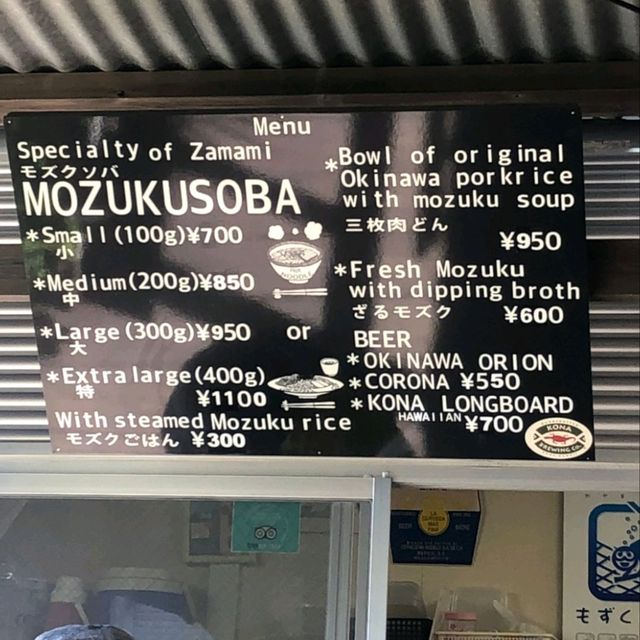 Menu
Specialty of Zamami
モズクソバ
MOZUKUSOBA
*Small(100g)¥700
小
*Medium(200g)¥850
中
*Large(300g)¥950 or
大
*Extra large(400g)
特 ¥1100
With steamed Mozuku rice
モズクごはん ¥300
*Bowl of original
Okinawa porkrice
with mozuku soup
三枚肉どん
¥950
*Fresh Mozuku
with dipping broth
ざるモズク ¥600
BEER
*OKINAWA ORION
*CORONA ¥550
*KONA LONGBOARD
HAWAIIAN ¥700
KONA
BREWING CO.
もずく